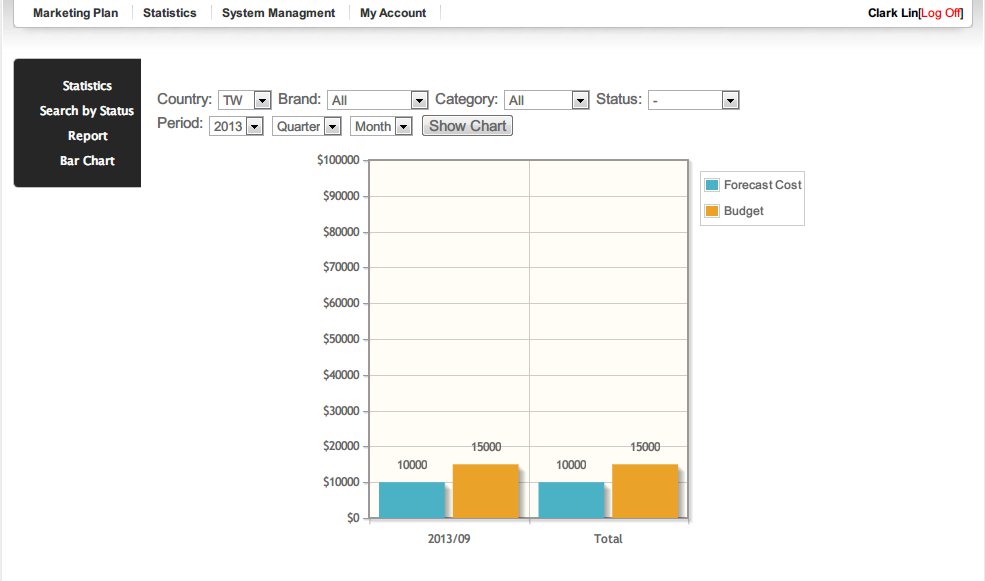 Marketing Plan Statistics System Managment My Account Clark Lin[Log Off]
Statistics
Search by Status
Report
Bar Chart
Country: TW Brand: All Category: All Status: -
Period: 2013 Quarter Month Show Chart
$100000
$90000
$80000
$70000
$60000
$50000
$40000
$30000
$20000
$10000
$0
10000 15000 10000 15000
2013/09 Total
Forecast Cost
Budget